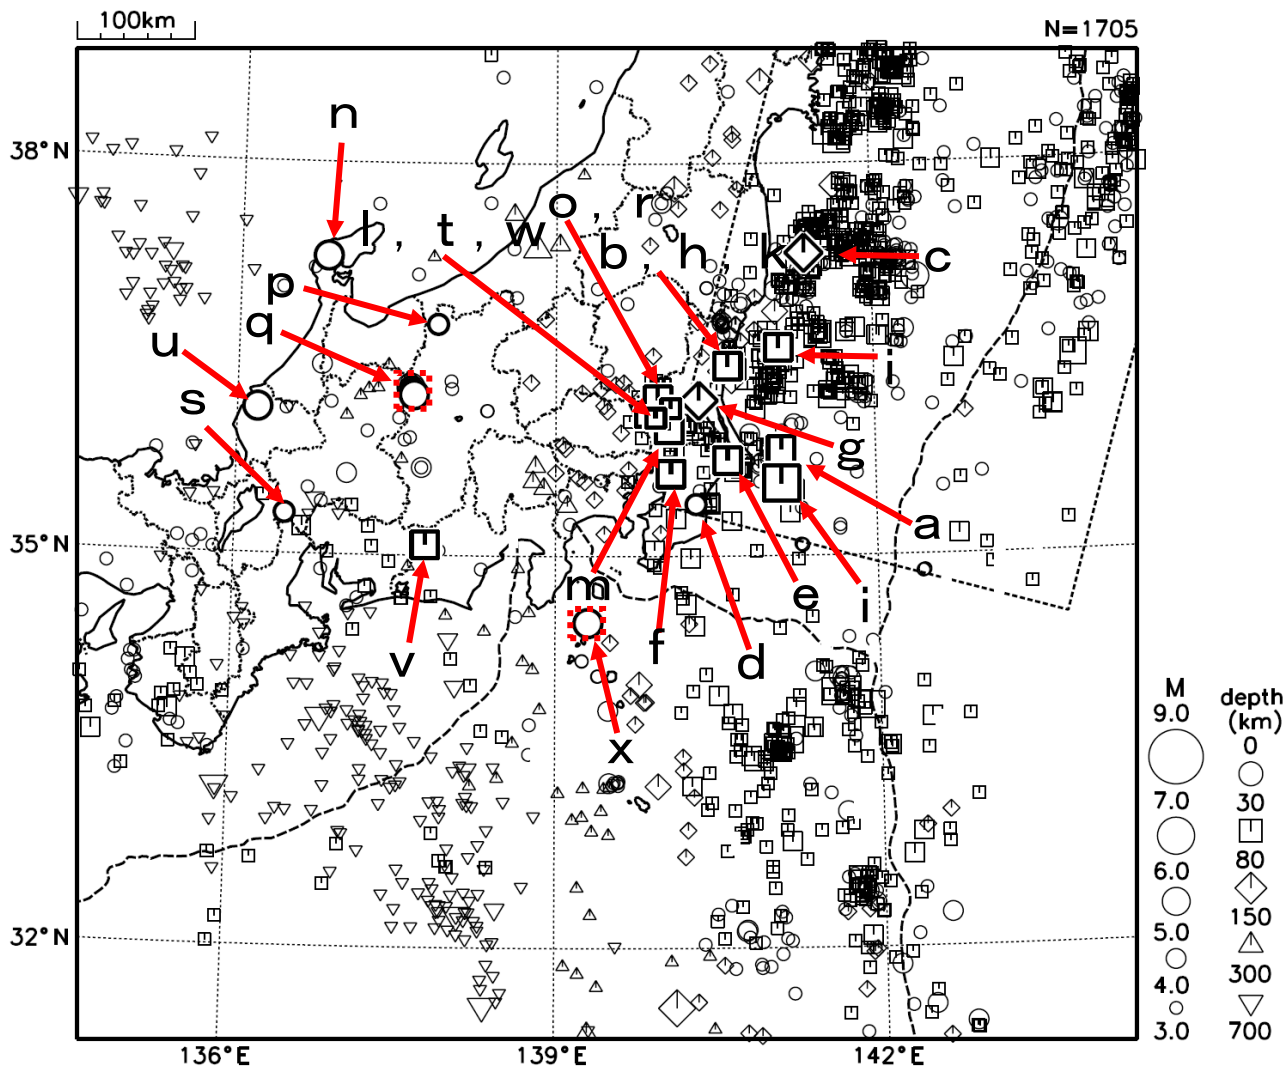 100km
N=1705
n
38°N
o , r
l , t , w
b , h , k
c
p
q
u
i
s
g
a
35°N
m
e
i
f
d
v
x
M
depth
(km)
9.0
0
7.0
30
80
6.0
150
5.0
300
4.0
700
3.0
32°N
136°E
139°E
142°E